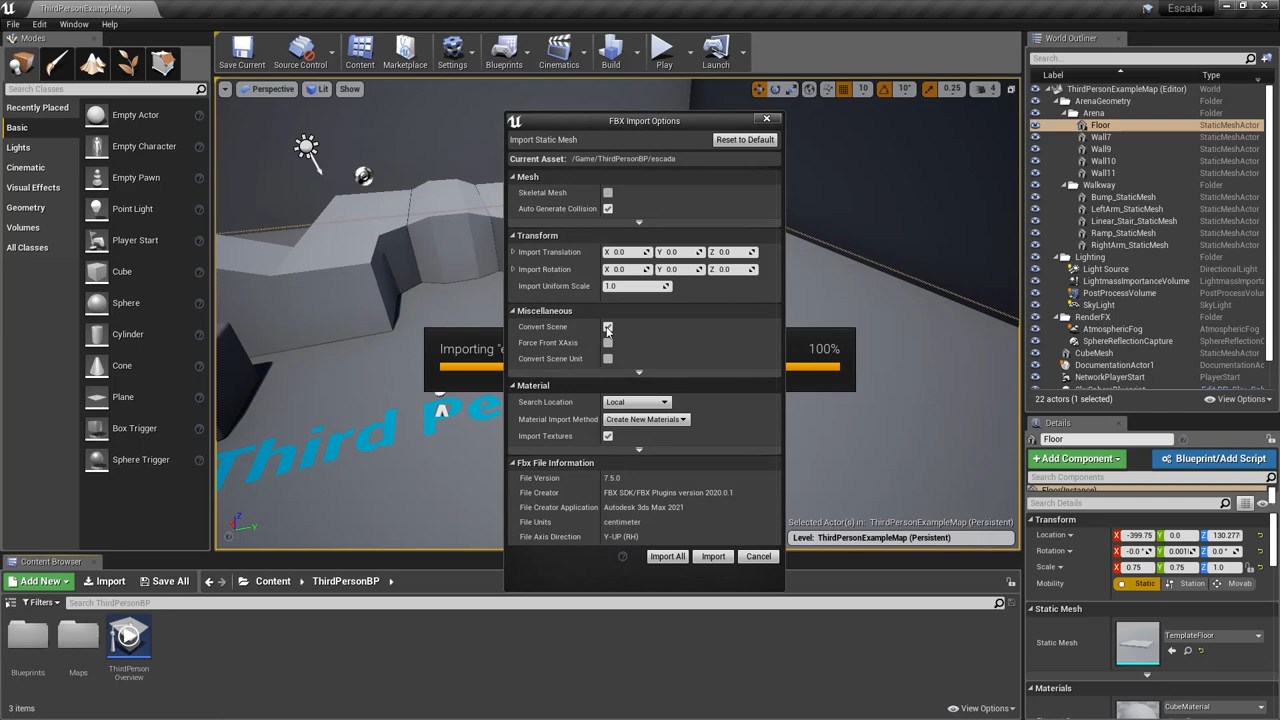 ThirdPersonExampleMap
Escada
File Edit Window Help
Modes
Search Classes
Recently Placed
Basic
Lights
Cinematic
Visual Effects
Geometry
Volumes
All Classes
Empty Actor
Empty Character
Empty Pawn
Point Light
Player Start
Cube
Sphere
Cylinder
Cone
Plane
Box Trigger
Sphere Trigger
Save Current
Source Control
Content
Marketplace
Settings
Blueprints
Cinematics
Build
Play
Launch
Perspective
Lit
Show
10
10°
0.25
4
Third Pe
Importing "e
100%
FBX Import Options
Import Static Mesh
Reset to Default
Current Asset: /Game/ThirdPersonBP/escada
Mesh
Skeletal Mesh
Auto Generate Collision
Transform
Import Translation X 0.0 Y 0.0 Z 0.0
Import Rotation X 0.0 Y 0.0 Z 0.0
Import Uniform Scale 1.0
Miscellaneous
Convert Scene
Force Front XAxis
Convert Scene Unit
Material
Search Location Local
Material Import Method Create New Materials
Import Textures
Fbx File Information
File Version 7.5.0
File Creator FBX SDK/FBX Plugins version 2020.0.1
File Creator Application Autodesk 3ds Max 2021
File Units centimeter
File Axis Direction Y-UP (RH)
Import All Import Cancel
Z
Y
Selected Actor(s) in: ThirdPersonExampleMap (Persistent)
Level: ThirdPersonExampleMap (Persistent)
Content Browser
Add New Import Save All Content ThirdPersonBP
Filters Search ThirdPersonBP
Blueprints
Maps
ThirdPerson
Overview
3 items
View Options
World Outliner
Search...
Label Type
ThirdPersonExampleMap (Editor) World
ArenaGeometry Folder
Arena Folder
Floor StaticMeshActor
Wall7 StaticMeshActor
Wall9 StaticMeshActor
Wall10 StaticMeshActor
Wall11 StaticMeshActor
Walkway Folder
Bump_StaticMesh StaticMeshActor
LeftArm_StaticMesh StaticMeshActor
Linear_Stair_StaticMesh StaticMeshActor
Ramp_StaticMesh StaticMeshActor
RightArm_StaticMesh StaticMeshActor
Lighting Folder
Light Source DirectionalLight
LightmassImportanceVolume LightmassImportanc
PostProcessVolume PostProcessVolume
SkyLight SkyLight
RenderFX Folder
AtmosphericFog AtmosphericFog
SphereReflectionCapture SphereReflectionCapt
CubeMesh StaticMeshActor
DocumentationActor1 DocumentationActor
NetworkPlayerStart PlayerStart
22 actors (1 selected)
View Options
Details
Floor
Add Component
Blueprint/Add Script
Search Components
Floor(Instance)
Search Details
Transform
Location X -399.75 Y 0.0 Z 130.277
Rotation X -0.0 ° Y 0.001 Z 0.0 °
Scale X 0.75 Y 0.75 Z 1.0
Mobility Static Station Movab
Static Mesh
Static Mesh
TemplateFloor
Materials
CubeMaterial